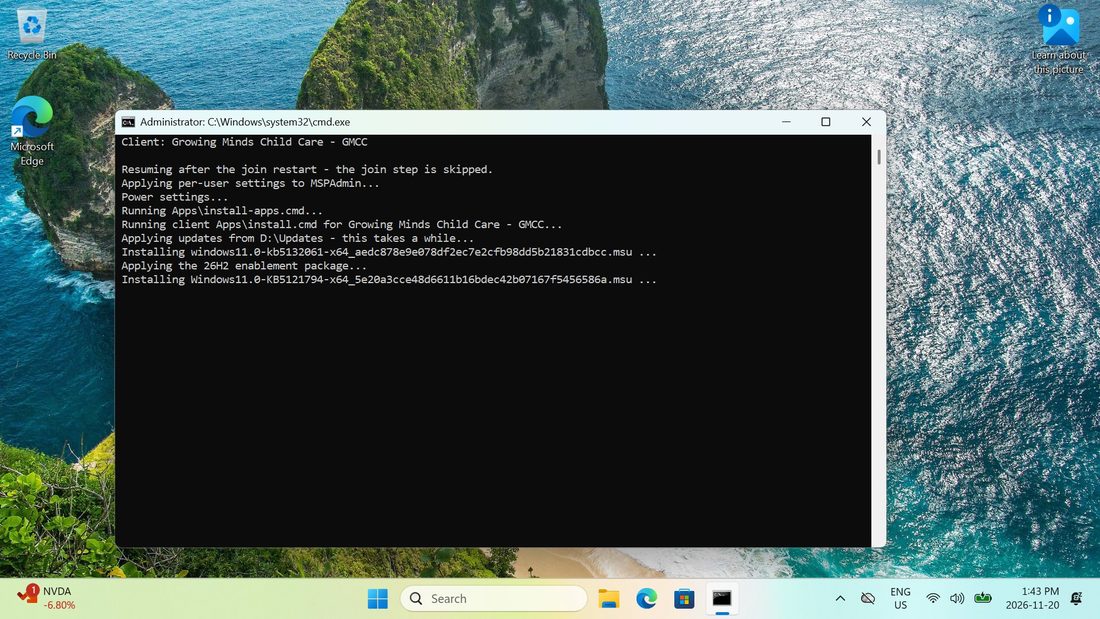 Recycle Bin
Learn about
this picture
Microsoft
Edge
Administrator: C:\Windows\system32\cmd.exe
Client: Growing Minds Child Care - GMCC
Resuming after the join restart - the join step is skipped.
Applying per-user settings to MSPAdmin...
Power settings...
Running Apps\install-apps.cmd...
Running client Apps\install.cmd for Growing Minds Child Care - GMCC...
Applying updates from D:\Updates - this takes a while...
Installing windows11.0-kb5132061-x64_aedc878e9e078df2ec7e2cfb98dd5b21831cdbcc.msu ...
Applying the 26H2 enablement package...
Installing Windows11.0-KB5121794-x64_5e20a3cce48d6611b16bdec42b07167f5456586a.msu ...
1
NVDA
-6.80%
Search
ENG
US
1:43 PM
2026-11-20